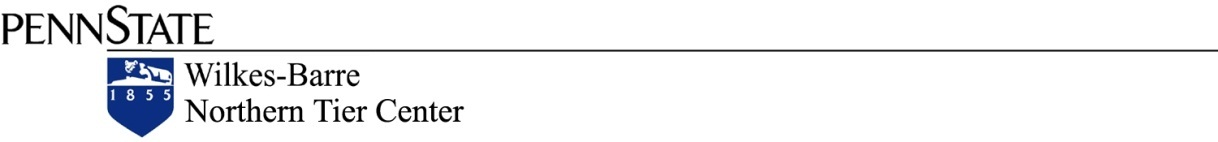 PENNSTATE
Wilkes-Barre
1855
Northern Tier Center